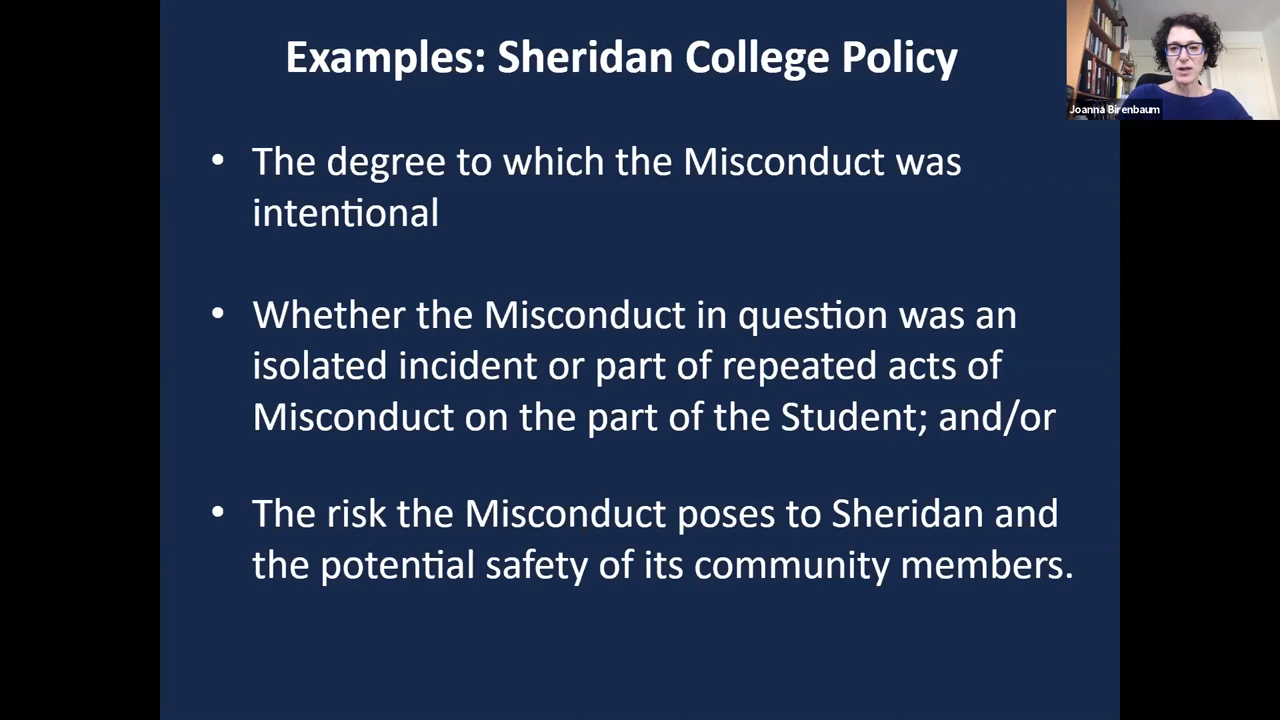 Examples: Sheridan College Policy
Joanna Birenbaum
• The degree to which the Misconduct was
intentional
• Whether the Misconduct in question was an
isolated incident or part of repeated acts of
Misconduct on the part of the Student; and/or
• The risk the Misconduct poses to Sheridan and
the potential safety of its community members.